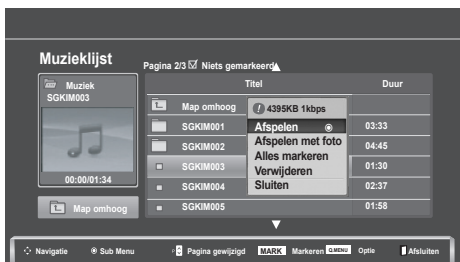 Muzieklijst
Pagina 2/3 Niets gemarkeerd
Muziek
SGKIM003
00:00/01:34
Map omhoog
Titel Duur
Map omhoog
SGKIM001 03:33
SGKIM002 04:45
SGKIM003 01:30
SGKIM004 02:37
SGKIM005 01:58
4395KB 1kbps
Afspelen
Afspelen met foto
Alles markeren
Verwijderen
Sluiten
Navigatie Sub Menu Pagina gewijzigd MARK Markeren Q.MENU Optie Afsluiten